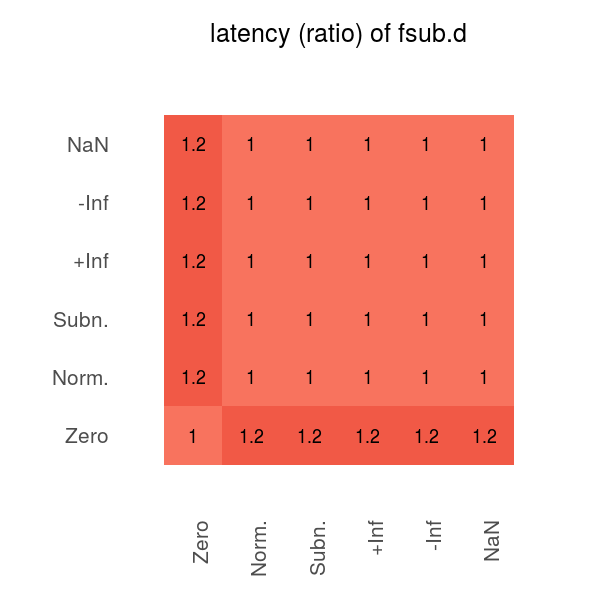 latency (ratio) of fsub.d
NaN 1.2 1 1 1 1 1
-Inf 1.2 1 1 1 1 1
+Inf 1.2 1 1 1 1 1
Subn. 1.2 1 1 1 1 1
Norm. 1.2 1 1 1 1 1
Zero 1 1.2 1.2 1.2 1.2 1.2
Zero Norm. Subn. +Inf -Inf NaN